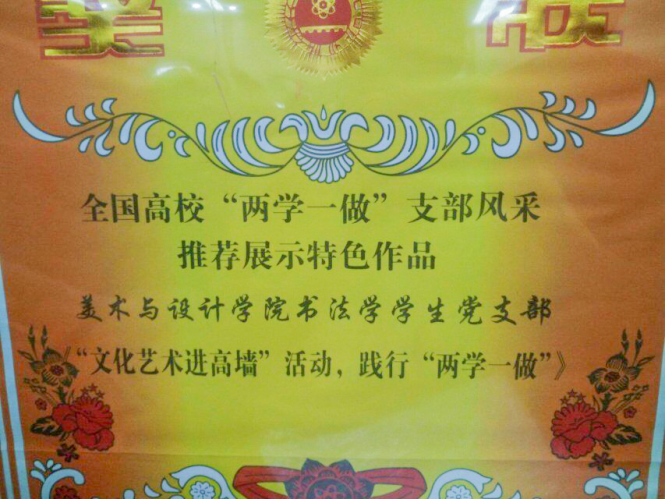 奖状
全国高校“两学一做”支部风采
推荐展示特色作品
美术与设计学院书法学学生党支部
《“文化艺术进高墙”活动，践行“两学一做”》